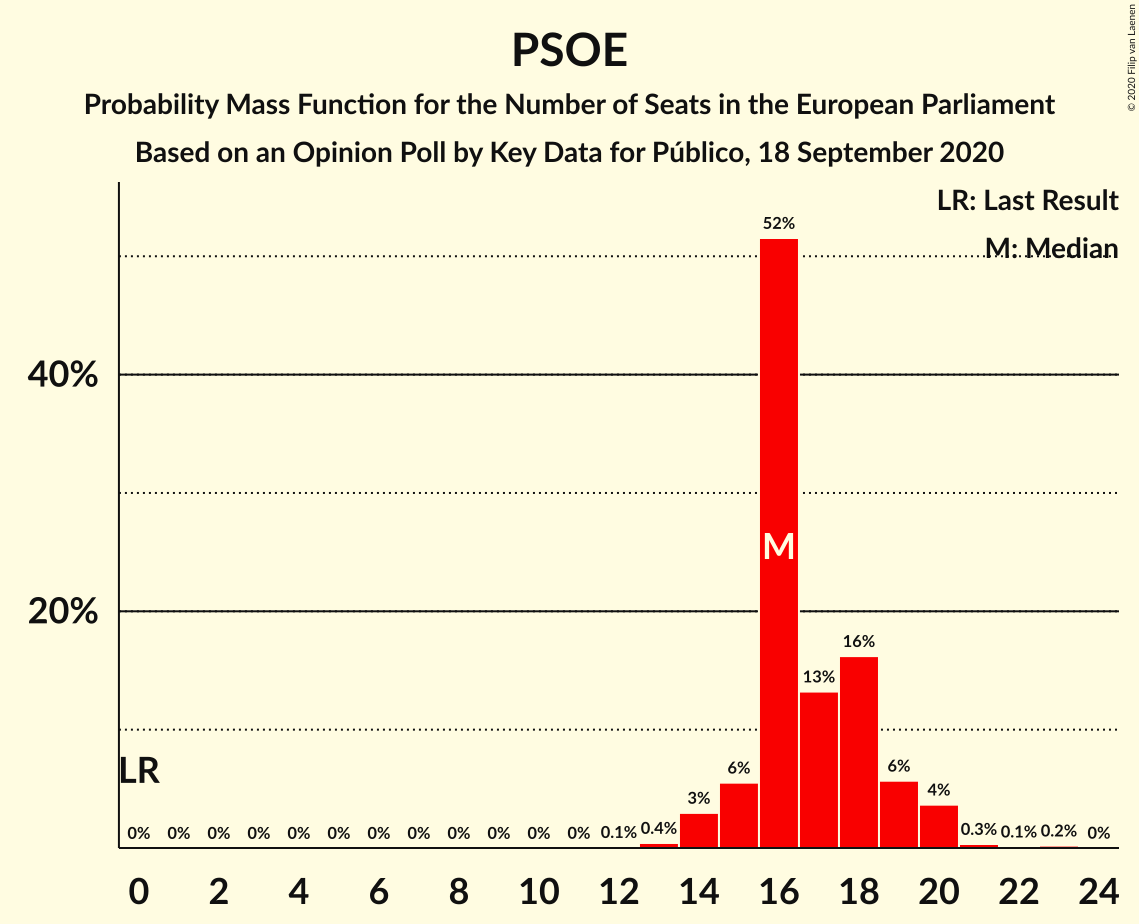 PSOE
Probability Mass Function for the Number of Seats in the European Parliament
Based on an Opinion Poll by Key Data for Público, 18 September 2020
© 2020 Filip van Laenen
LR: Last Result
M: Median
52%
40%
M
20%
16%
13%
LR
6%
6%
4%
3%
0% 0% 0% 0% 0% 0% 0% 0% 0% 0% 0% 0% 0.1% 0.4% 0.3% 0.1% 0.2% 0%
0 2 4 6 8 10 12 14 16 18 20 22 24